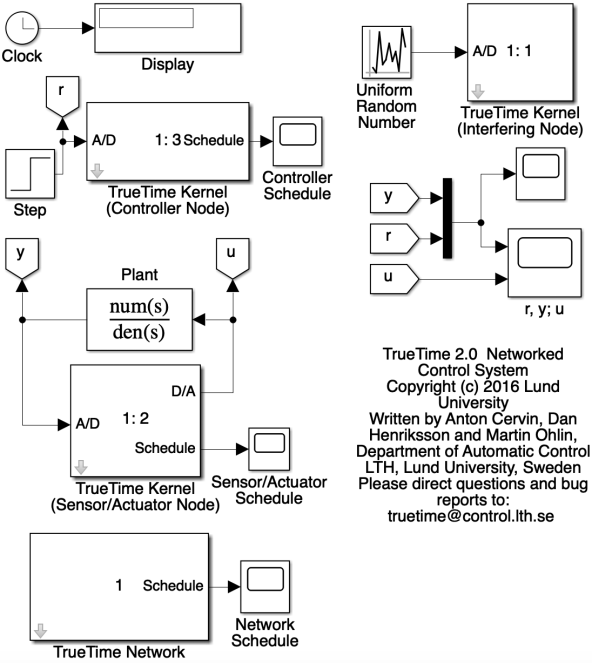 Clock
Display
r
A/D 1: 3 Schedule
Step
TrueTime Kernel
(Controller Node)
Controller
Schedule
Uniform
Random
Number
A/D 1: 1
TrueTime Kernel
(Interfering Node)
y
r
u
r, y; u
y
u
Plant
num(s)
den(s)
D/A
A/D 1: 2
Schedule
TrueTime Kernel
(Sensor/Actuator Node)
Sensor/Actuator
Schedule
TrueTime 2.0 Networked
Control System
Copyright (c) 2016 Lund
University
Written by Anton Cervin, Dan
Henriksson and Martin Ohlin,
Department of Automatic Control
LTH, Lund University, Sweden
Please direct questions and bug
reports to:
truetime@control.lth.se
1 Schedule
TrueTime Network
Network
Schedule